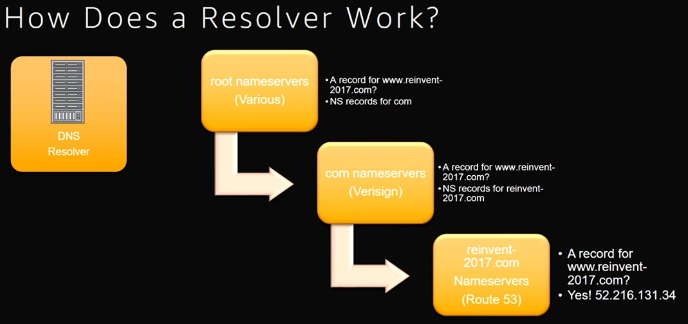 How Does a Resolver Work?
DNS
Resolver
root nameservers
(Various)
• A record for www.reinvent-
2017.com?
• NS records for com
com nameservers
(Verisign)
• A record for www.reinvent-
2017.com?
• NS records for reinvent-
2017.com
reinvent-
2017.com
Nameservers
(Route 53)
• A record for
www.reinvent-
2017.com?
• Yes! 52.216.131.34